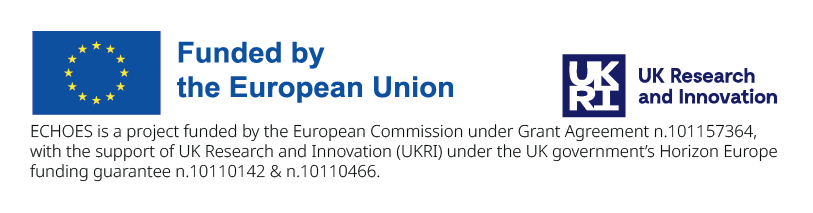 Funded by
the European Union
UK
RI
UK Research
and Innovation
ECHOES is a project funded by the European Commission under Grant Agreement n.101157364,
with the support of UK Research and Innovation (UKRI) under the UK government’s Horizon Europe
funding guarantee n.10110142 & n.10110466.